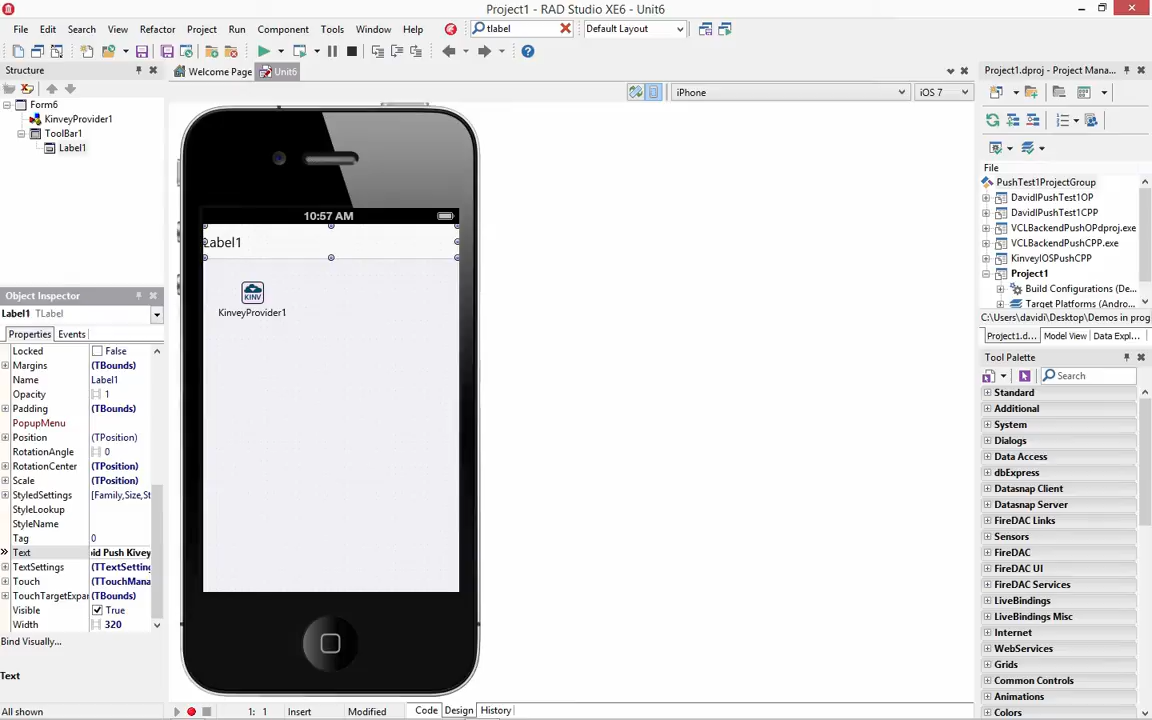 Project1 - RAD Studio XE6 - Unit6
File Edit Search View Refactor Project Run Component Tools Window Help
tlabel
Default Layout
Structure
Welcome Page
Unit6
Project1.dproj - Project Mana...
Form6
KinveyProvider1
ToolBar1
Label1
iPhone
iOS 7
10:57 AM
Label1
KINV
KinveyProvider1
File
PushTest1ProjectGroup
DavidIPushTest1OP
DavidIPushTest1CPP
VCLBackendPushOPdproj.exe
VCLBackendPushCPP.exe
KinveyIOSPushCPP
Project1
Build Configurations (De...
Target Platforms (Andro...
C:\Users\davidi\Desktop\Demos in prog
Project1.d... Model View Data Expl...
Object Inspector
Label1 TLabel
Properties Events
Locked False
Margins (TBounds)
Name Label1
Opacity 1
Padding (TBounds)
PopupMenu
Position (TPosition)
RotationAngle 0
RotationCenter (TPosition)
Scale (TPosition)
StyledSettings [Family,Size,St
StyleLookup
StyleName
Tag 0
Text id Push Kivey
TextSettings (TTextSetting
Touch (TTouchMana
TouchTargetExpar (TBounds)
Visible True
Width 320
Bind Visually...
Text
All shown
Tool Palette
Search
Standard
Additional
System
Dialogs
Data Access
dbExpress
Datasnap Client
Datasnap Server
FireDAC Links
Sensors
FireDAC
FireDAC UI
FireDAC Services
LiveBindings
LiveBindings Misc
Internet
WebServices
Grids
Common Controls
Animations
Colors
1: 1 Insert Modified Code Design History